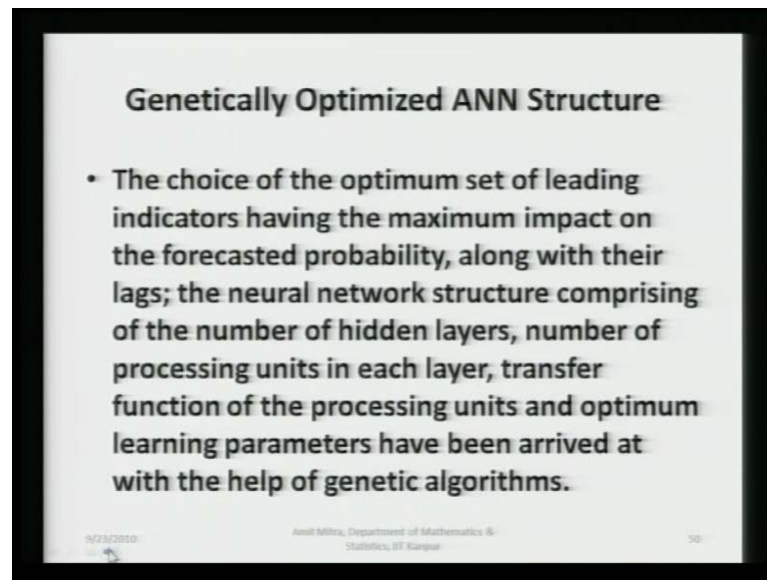 Genetically Optimized ANN Structure
• The choice of the optimum set of leading
indicators having the maximum impact on
the forecasted probability, along with their
lags; the neural network structure comprising
of the number of hidden layers, number of
processing units in each layer, transfer
function of the processing units and optimum
learning parameters have been arrived at
with the help of genetic algorithms.
9/23/2010
Amit Mitra, Department of Mathematics &
Statistics, IIT Kanpur
50